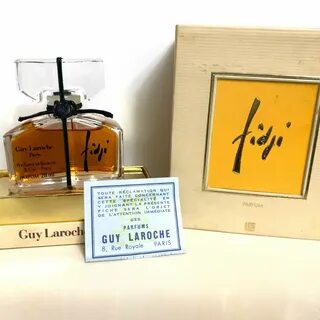 Guy Laroche
Paris
fidji
Guy Laroche
TOUTE RÉCLAMATION QUI
SERA FAITE CONCERNANT
CETTE SPÉCIALITÉ EN
Y JOIGNANT LA PRÉSENTE
FICHE SERA L'OBJET
DE L'ATTENTION IMMÉDIATE
DES
PARFUMS
GUY LAROCHE
8, Rue Royale PARIS
fidji
PARFUM